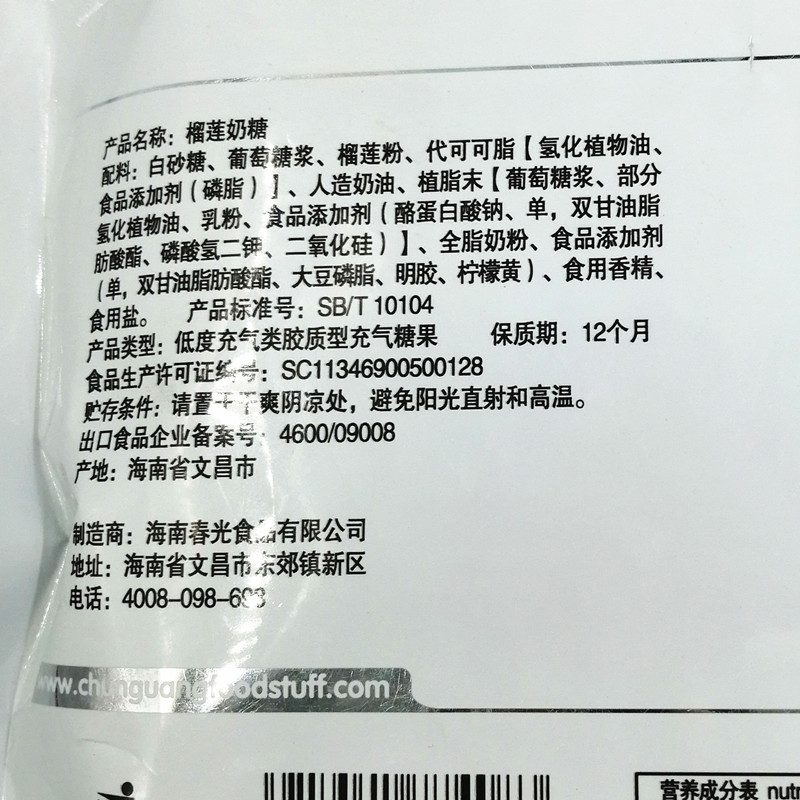 产品名称：榴莲奶糖
配料：白砂糖、葡萄糖浆、榴莲粉、代可可脂【氢化植物油、
食品添加剂（磷脂）】、人造奶油、植脂末【葡萄糖浆、部分
氢化植物油、乳粉、食品添加剂（酪蛋白酸钠、单，双甘油脂
肪酸酯、磷酸氢二钾、二氧化硅）】、全脂奶粉、食品添加剂
（单，双甘油脂肪酸酯、大豆磷脂、明胶、柠檬黄）、食用香精、
食用盐。 产品标准号：SB/T 10104
产品类型：低度充气类胶质型充气糖果 保质期：12个月
食品生产许可证编号：SC11346900500128
贮存条件：请置于干爽阴凉处，避免阳光直射和高温。
出口食品企业备案号：4600/09008
产地：海南省文昌市
制造商：海南春光食品有限公司
地址：海南省文昌市东郊镇新区
电话：4008-098-693
www.chunguangfoodstuff.com
营养成分表